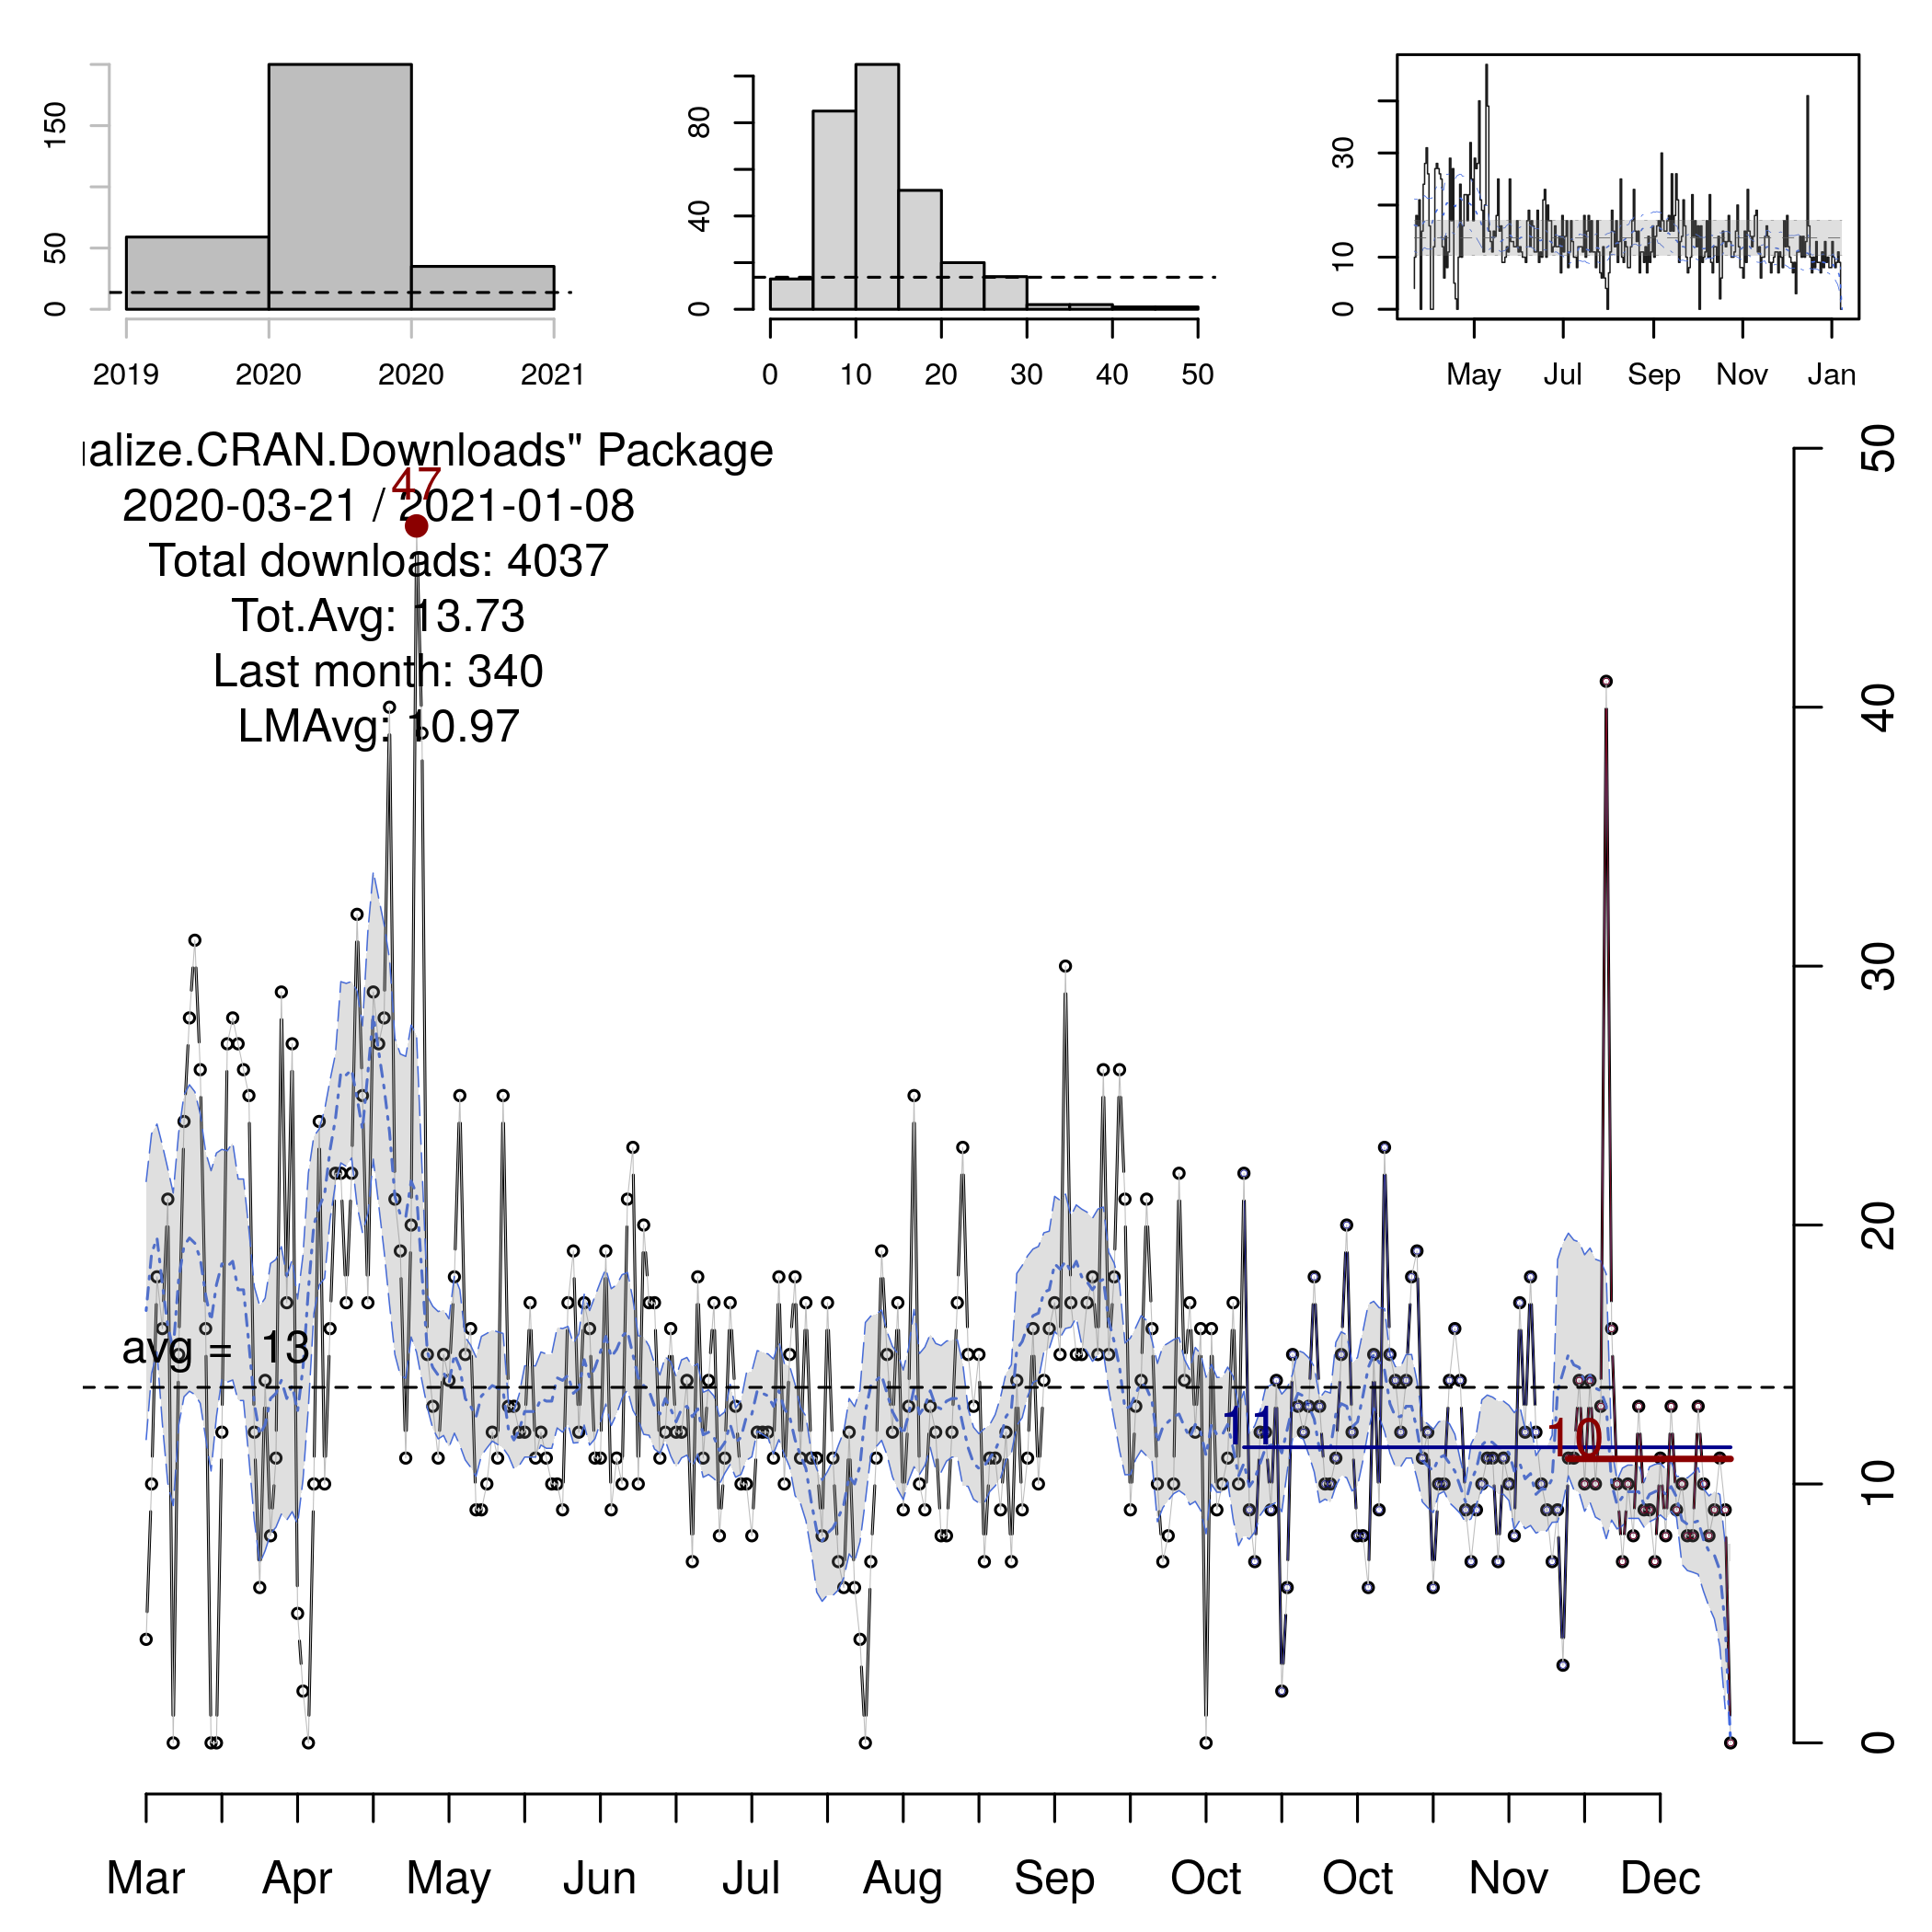 150
50
0
2019 2020 2020 2021
80
40
0
0 10 20 30 40 50
30
10
0
May Jul Sep Nov Jan
alize.CRAN.Downloads" Package
47
2020-03-21 / 2021-01-08
Total downloads: 4037
Tot.Avg: 13.73
Last month: 340
LMAvg: 10.97
avg = 13
11
10
50
40
30
20
10
0
Mar Apr May Jun Jul Aug Sep Oct Oct Nov Dec